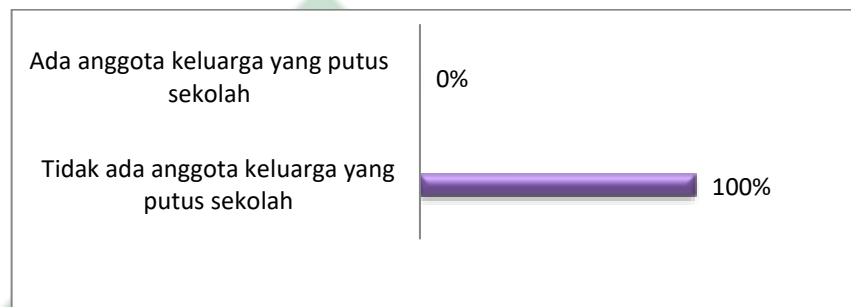 Ada anggota keluarga yang putus
sekolah
0%
Tidak ada anggota keluarga yang
putus sekolah
100%